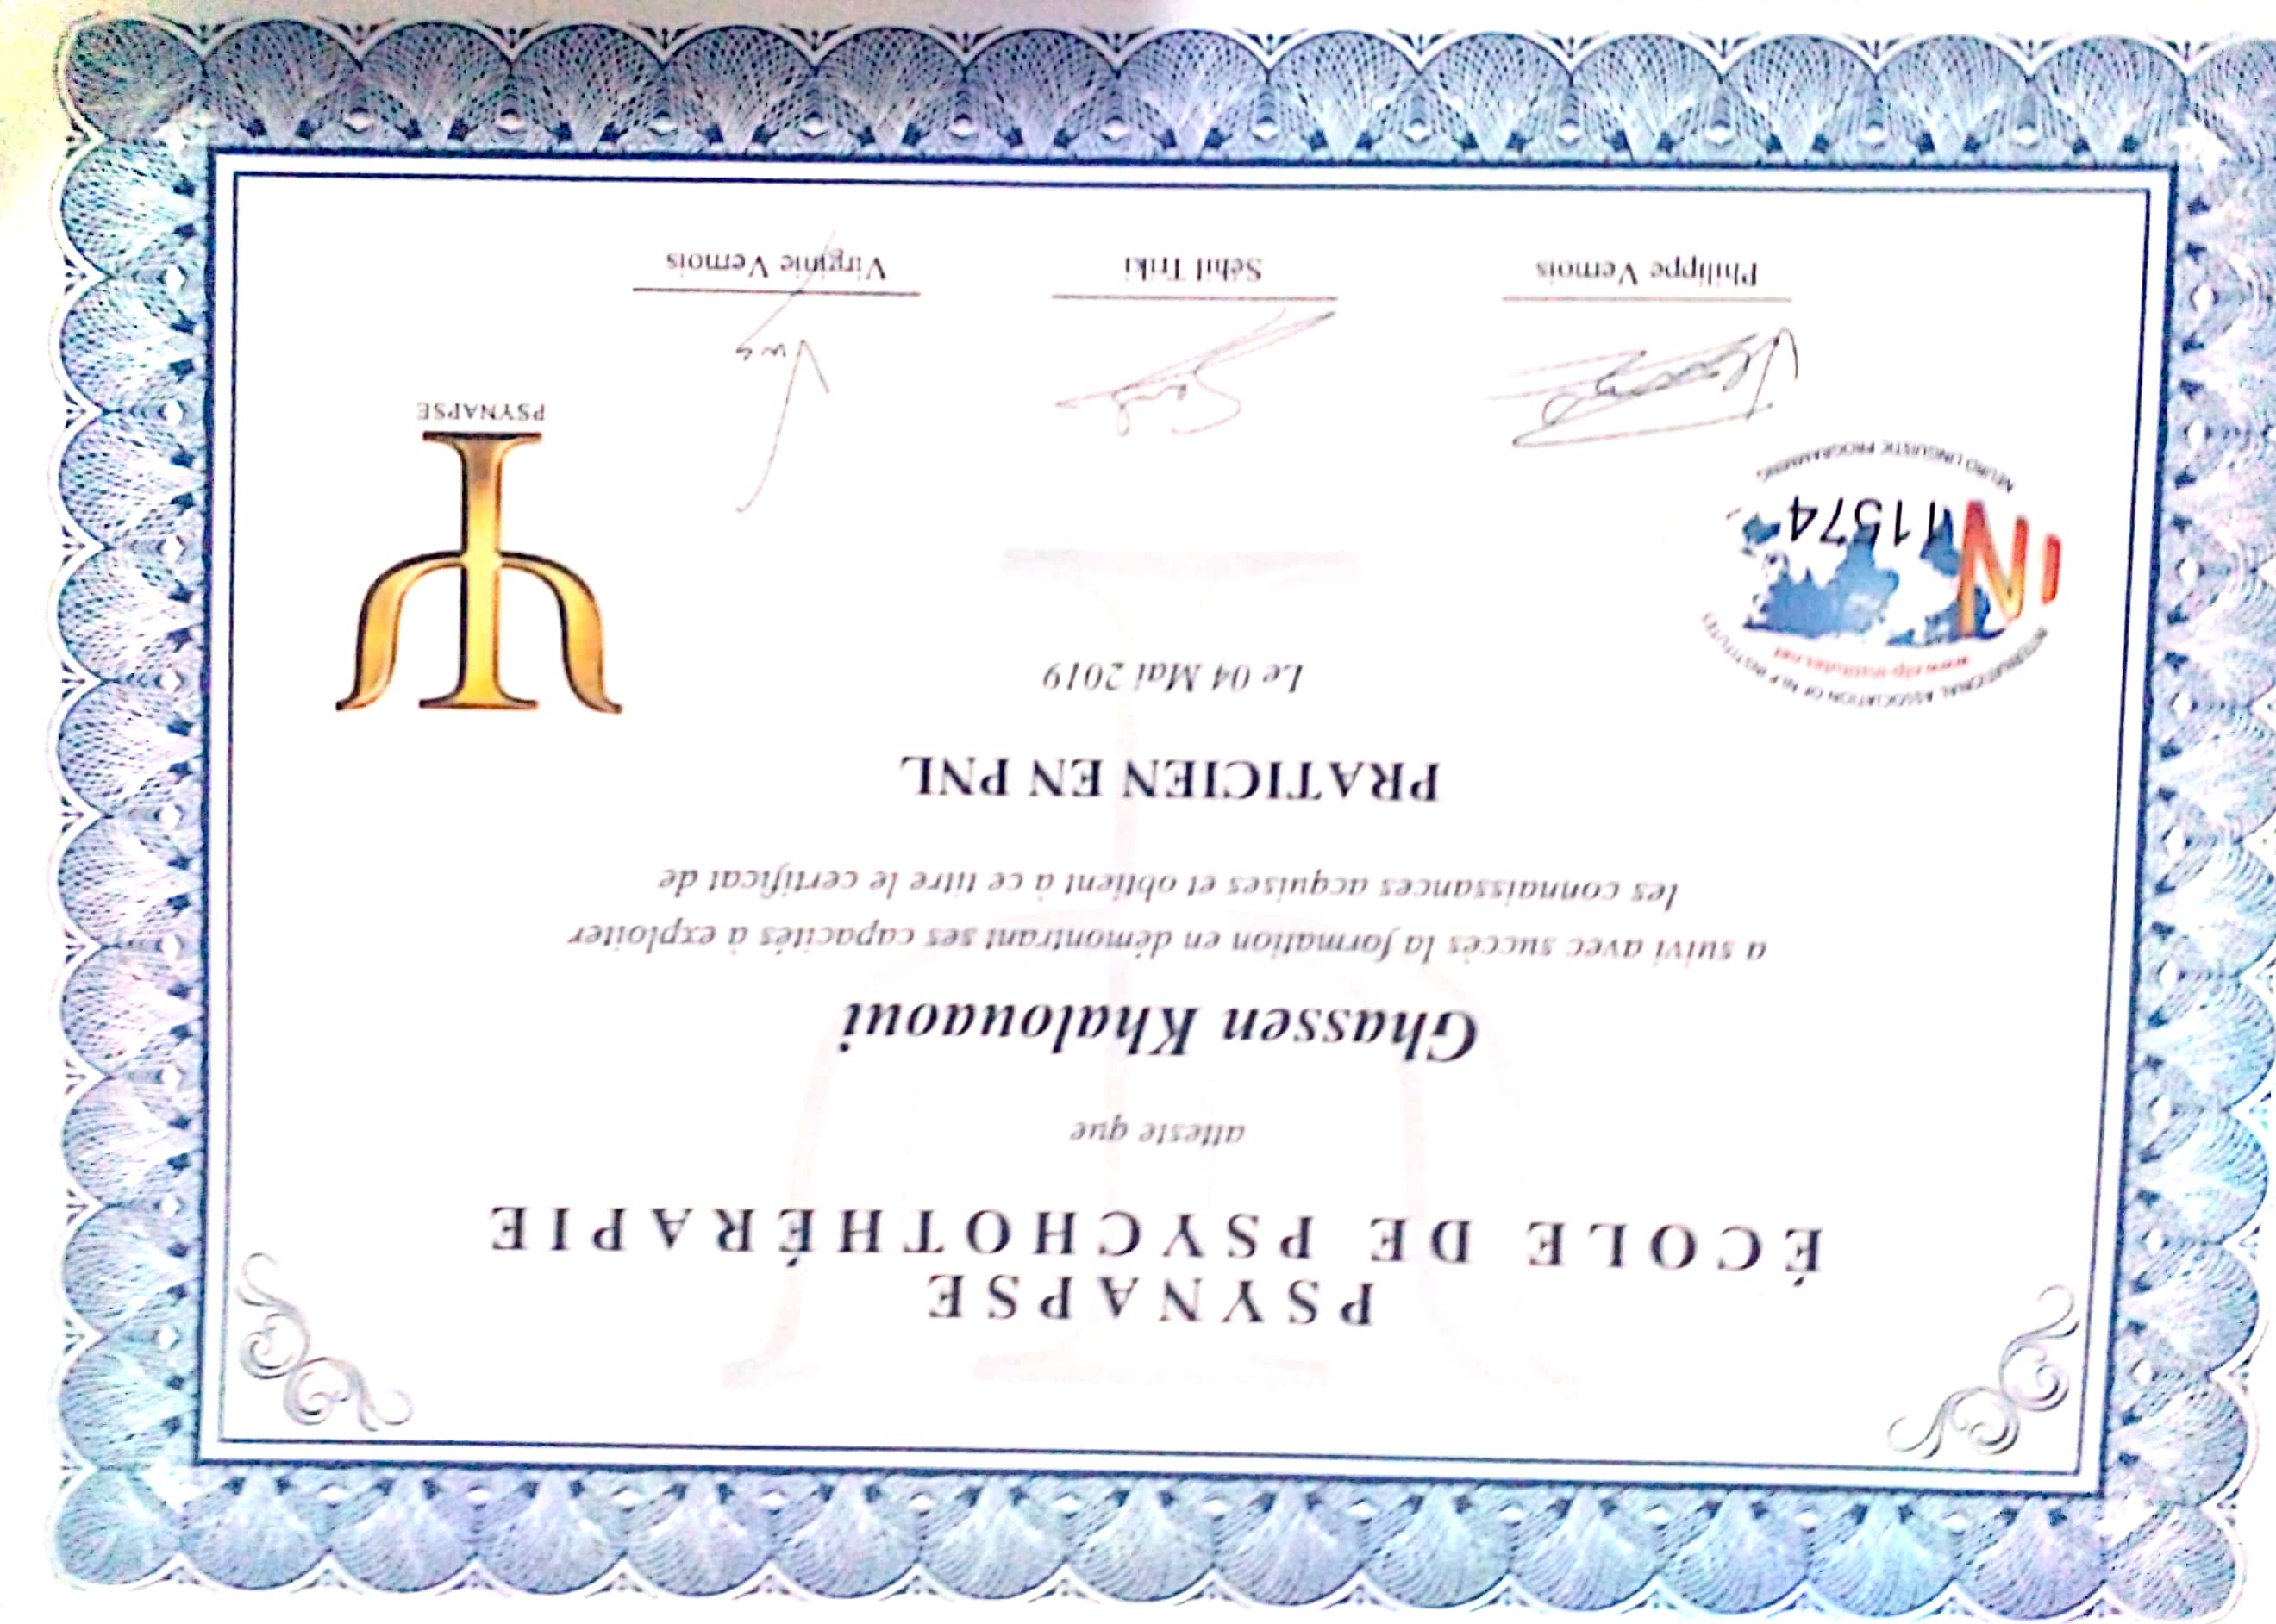 PSYNAPSE
ÉCOLE DE PSYCHOTHÉRAPIE
atteste que
Ghassen Khalouaoui
a suivi avec succès la formation en démontrant ses capacités à exploiter
les connaissances acquises et obtient à ce titre le certificat de
PRATICIEN EN PNL
Le 04 Mai 2019
INTERNATIONAL ASSOCIATION OF NLP INSTITUTES
www.nlp-institutes.net
IN
11574
NEURO LINGUISTIC PROGRAMMING
PSYNAPSE
Philippe Vernois
Séhil Triki
Virginie Vernois